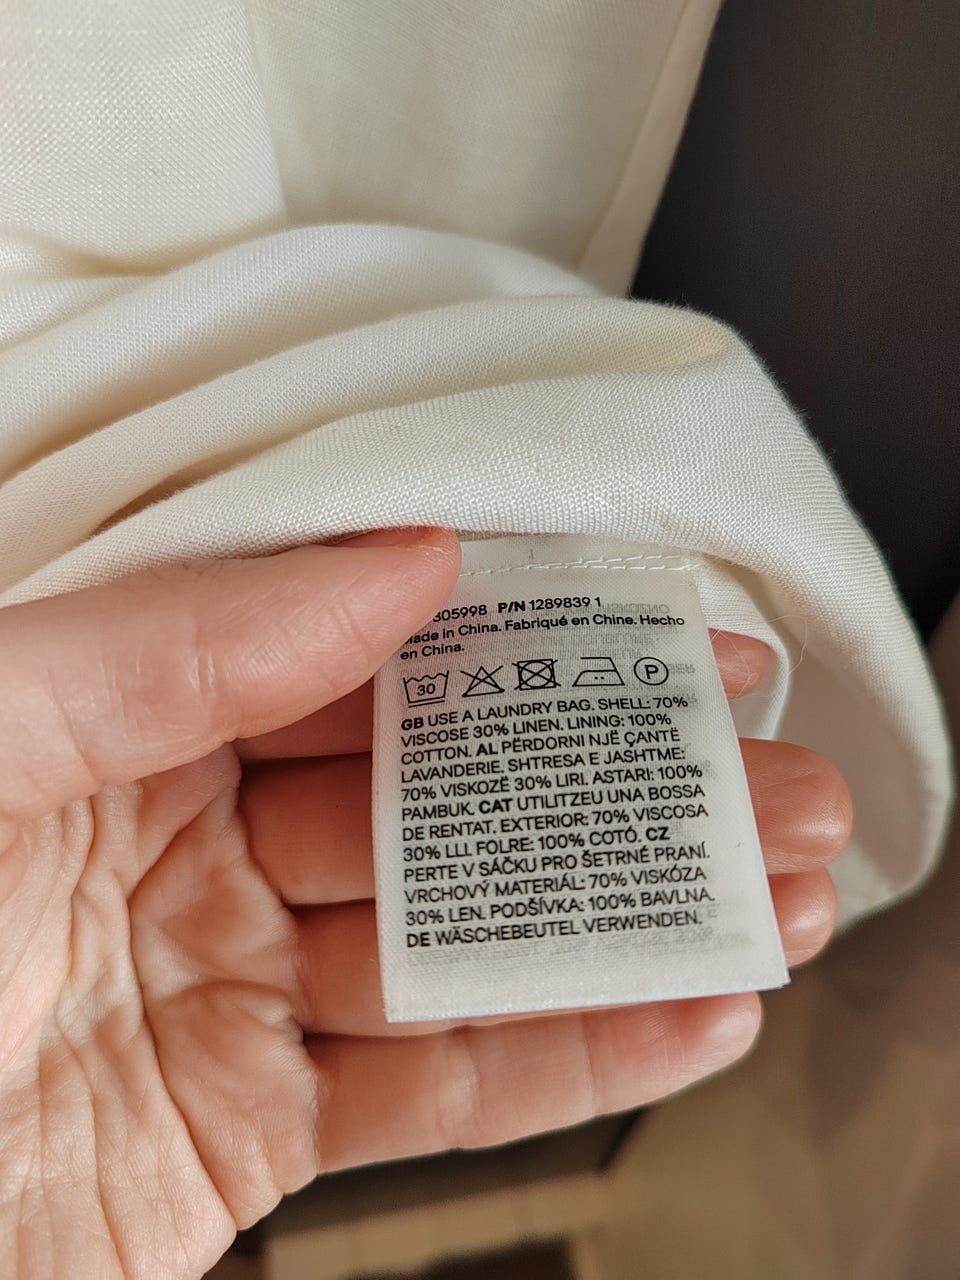 305998 P/N 1289839 1
Made in China. Fabriqué en Chine. Hecho
en China.
30 P
GB USE A LAUNDRY BAG. SHELL: 70%
VISCOSE 30% LINEN. LINING: 100%
COTTON. AL PËRDORNI NJË ÇANTË
LAVANDERIE. SHTRESA E JASHTME:
70% VISKOZË 30% LIRI. ASTARI: 100%
PAMBUK. CAT UTILITZEU UNA BOSSA
DE RENTAT. EXTERIOR: 70% VISCOSA
30% LLI. FOLRE: 100% COTÓ. CZ
PERTE V SÁČKU PRO ŠETRNÉ PRANÍ.
VRCHOVÝ MATERIÁL: 70% VISKÓZA
30% LEN. PODŠÍVKA: 100% BAVLNA.
DE WÄSCHEBEUTEL VERWENDEN.